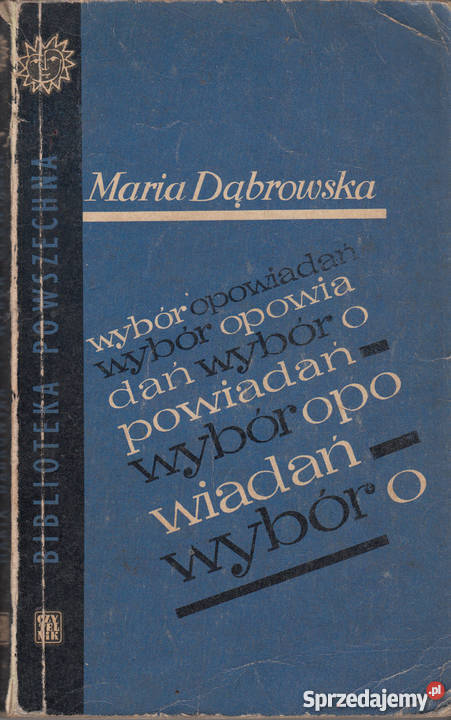 BIBLIOTEKA POWSZECHNA
Maria Dąbrowska
wybór opowiadań
wybór opowia
dań wybór o
powiadań–
wybór opo
wiadań–
wybór o
CZY
TEL
NIK
Sprzedajemy.pl